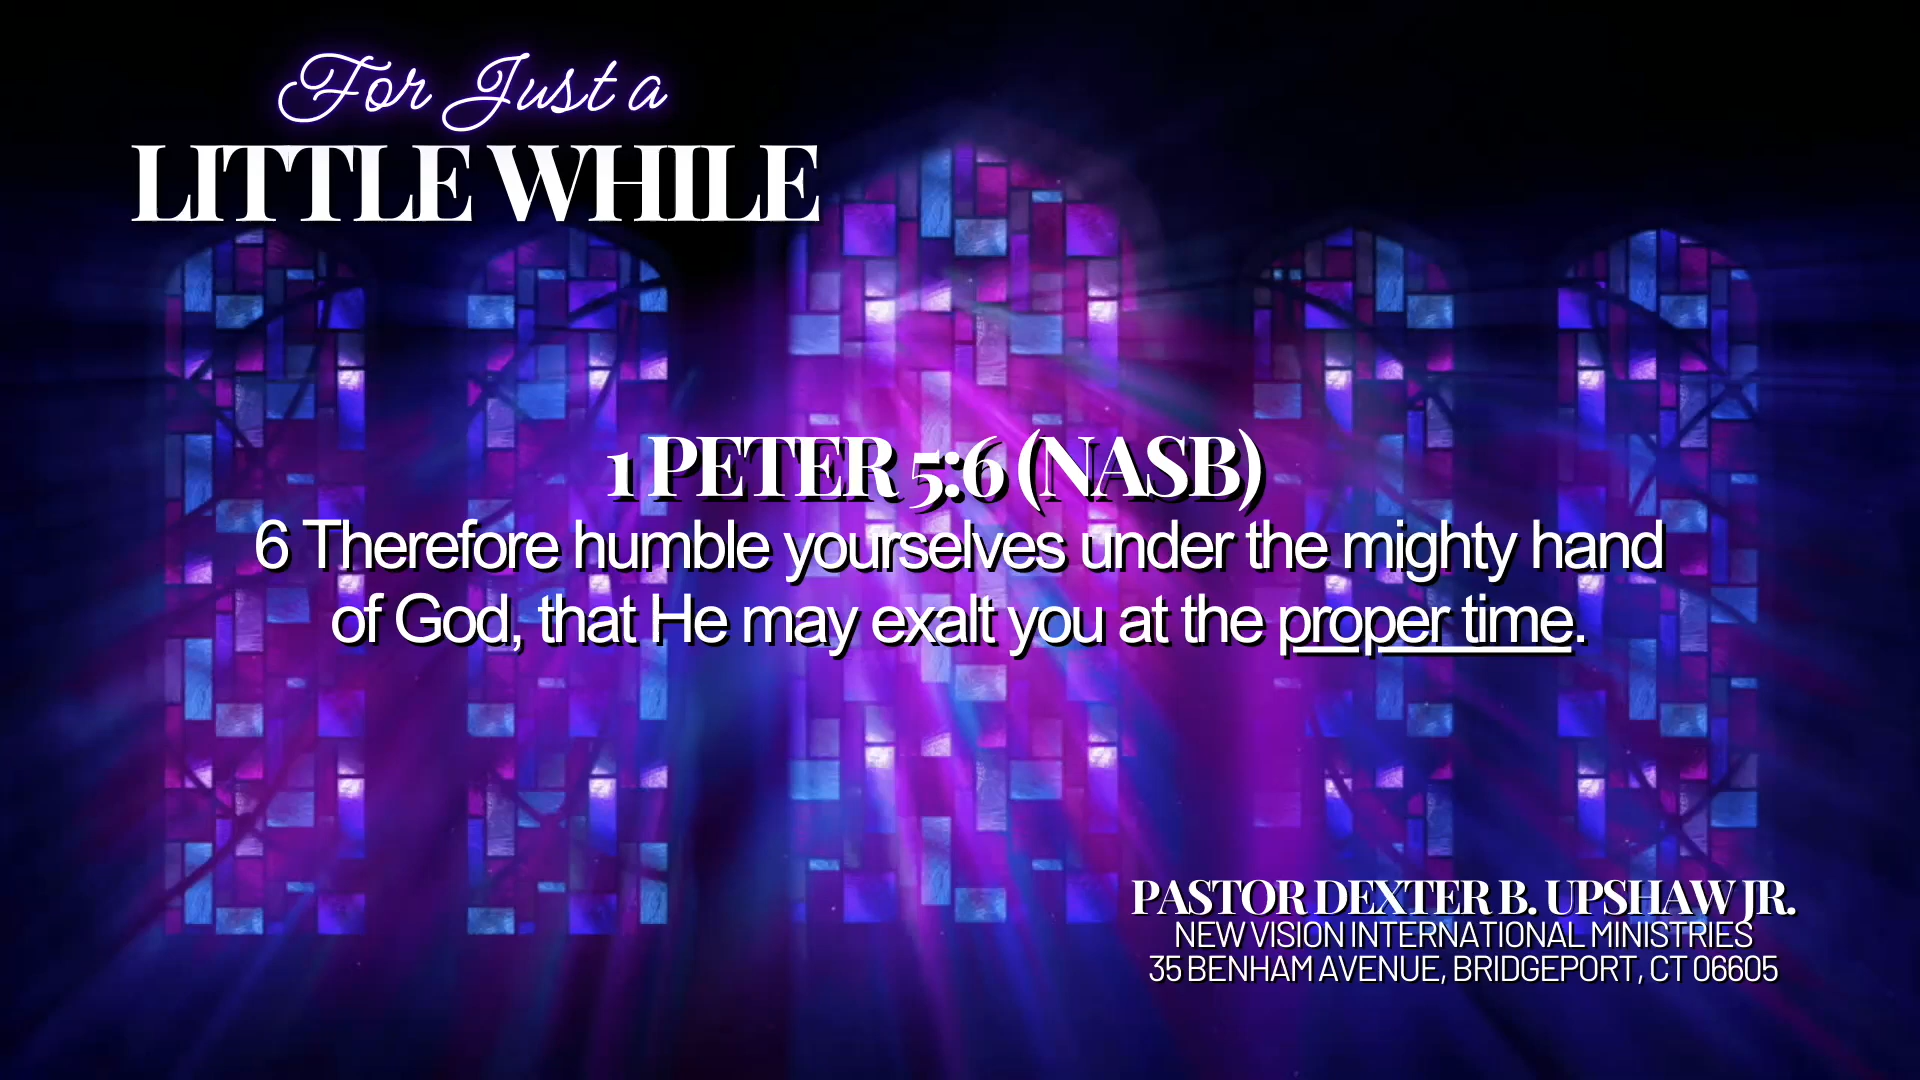 For Just a
LITTLE WHILE
1 PETER 5:6 (NASB)
6 Therefore humble yourselves under the mighty hand
of God, that He may exalt you at the proper time.
PASTOR DEXTER B. UPSHAW JR.
NEW VISION INTERNATIONAL MINISTRIES
35 BENHAM AVENUE, BRIDGEPORT, CT 06605